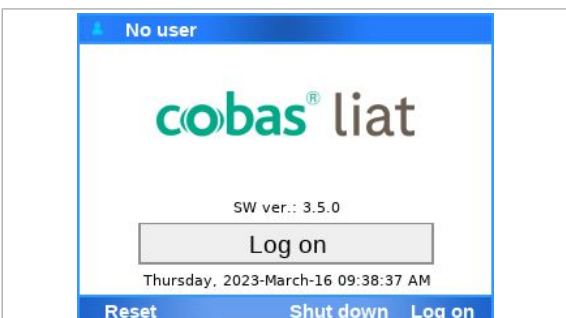 No user
cobas® liat
SW ver.: 3.5.0
Log on
Thursday, 2023-March-16 09:38:37 AM
Reset Shut down Log on